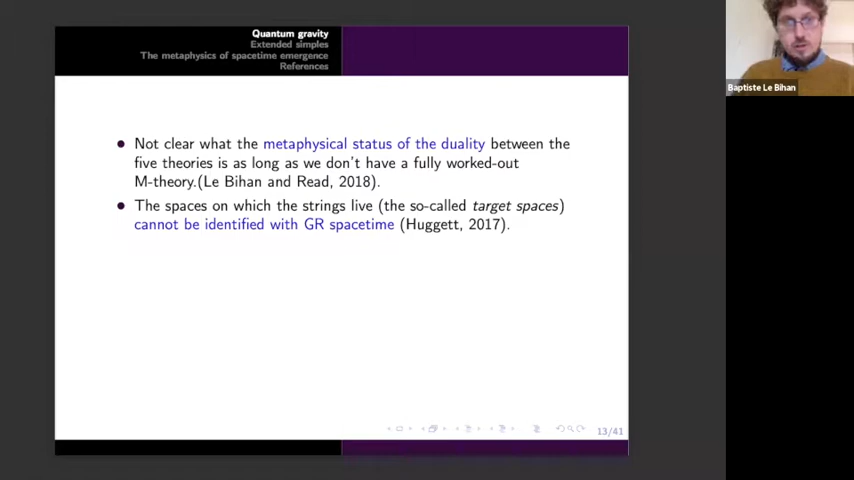 Quantum gravity
Extended simples
The metaphysics of spacetime emergence
References
• Not clear what the metaphysical status of the duality between the
five theories is as long as we don't have a fully worked-out
M-theory.(Le Bihan and Read, 2018).
• The spaces on which the strings live (the so-called target spaces)
cannot be identified with GR spacetime (Huggett, 2017).
13/41
Baptiste Le Bihan